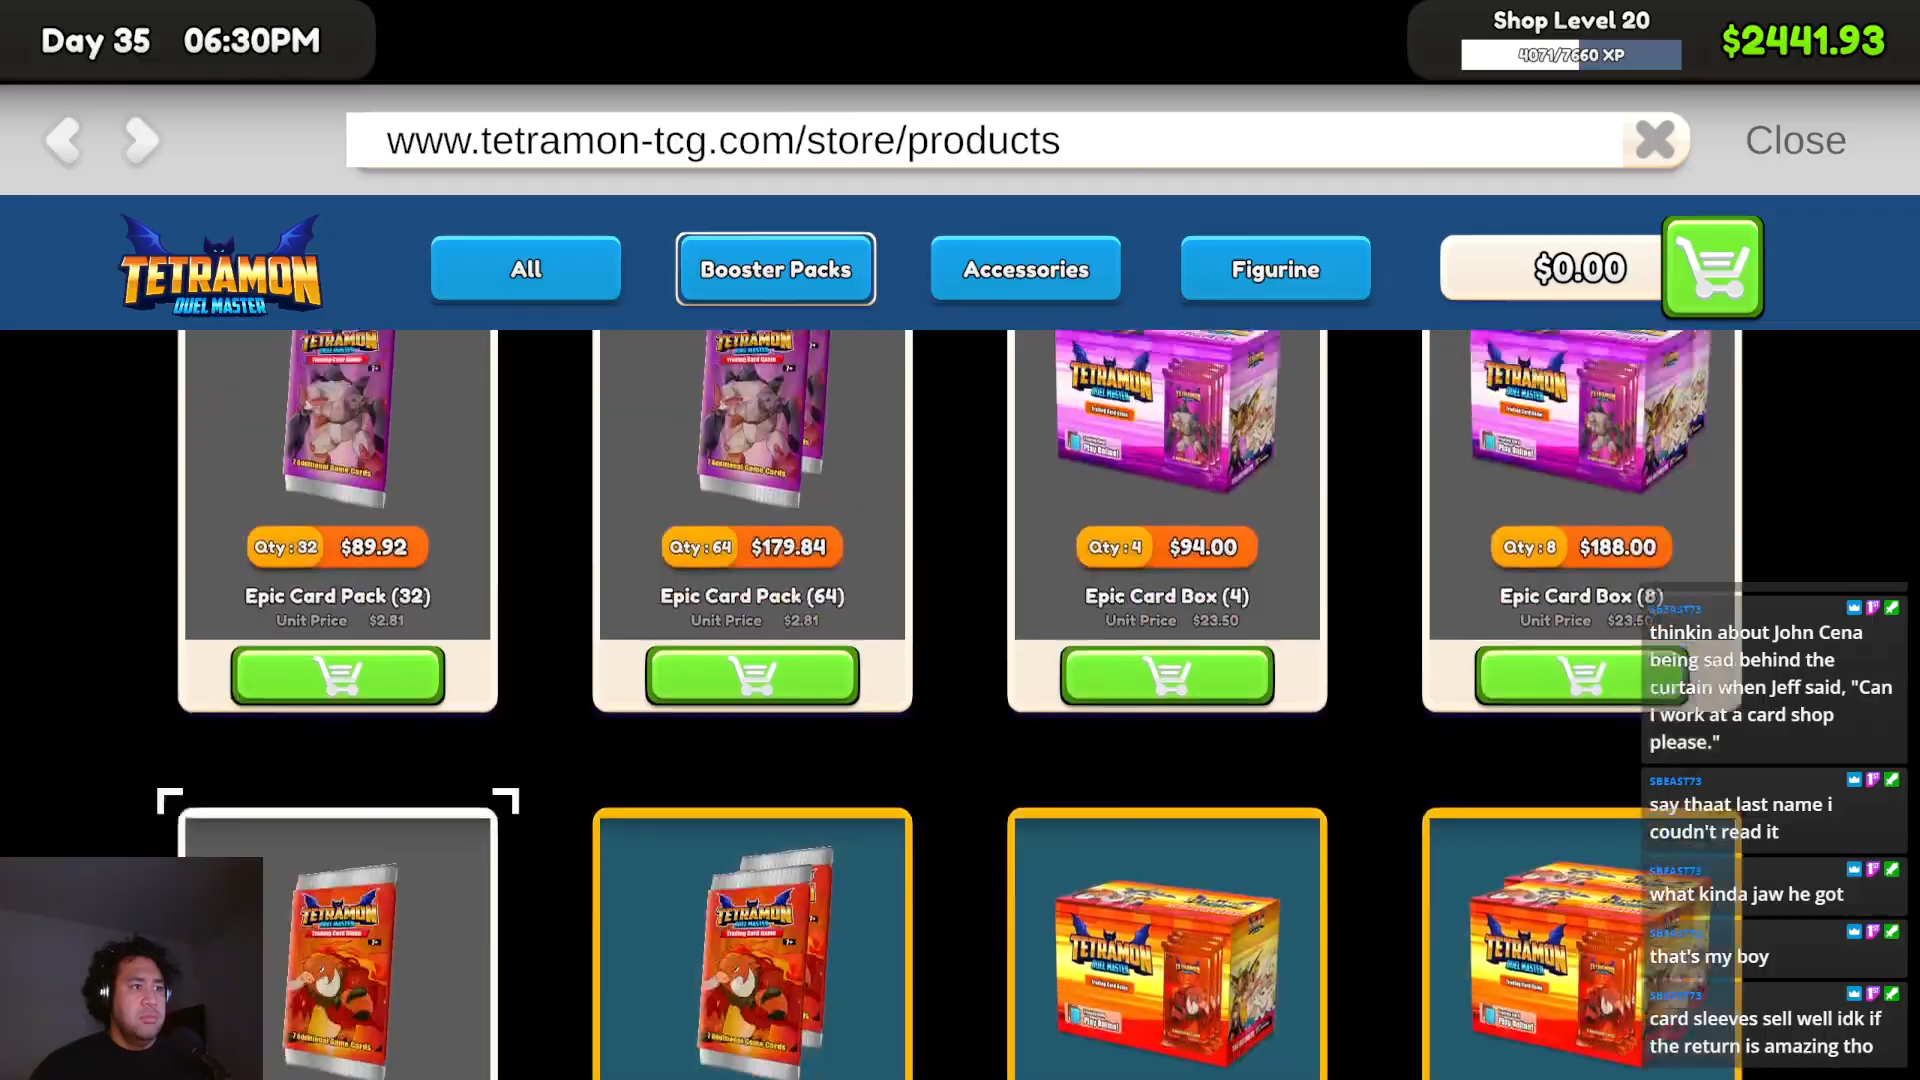 Day 35 06:30PM
Shop Level 20
4071/7660 XP
$2441.93
www.tetramon-tcg.com/store/products
Close
TETRAMON
DUEL MASTER
All
Booster Packs
Accessories
Figurine
$0.00
Qty : 32 $89.92
Epic Card Pack (32)
Unit Price $2.81
Qty : 64 $179.84
Epic Card Pack (64)
Unit Price $2.81
Qty : 4 $94.00
Epic Card Box (4)
Unit Price $23.50
Qty : 8 $188.00
Epic Card Box (8)
Unit Price $23.50
SBEAST73
thinkin about John Cena
being sad behind the
curtain when Jeff said, "Can
i work at a card shop
please."
SBEAST73
say thaat last name i
coudn't read it
SBEAST73
what kinda jaw he got
SBEAST73
that's my boy
SBEAST73
card sleeves sell well idk if
the return is amazing tho